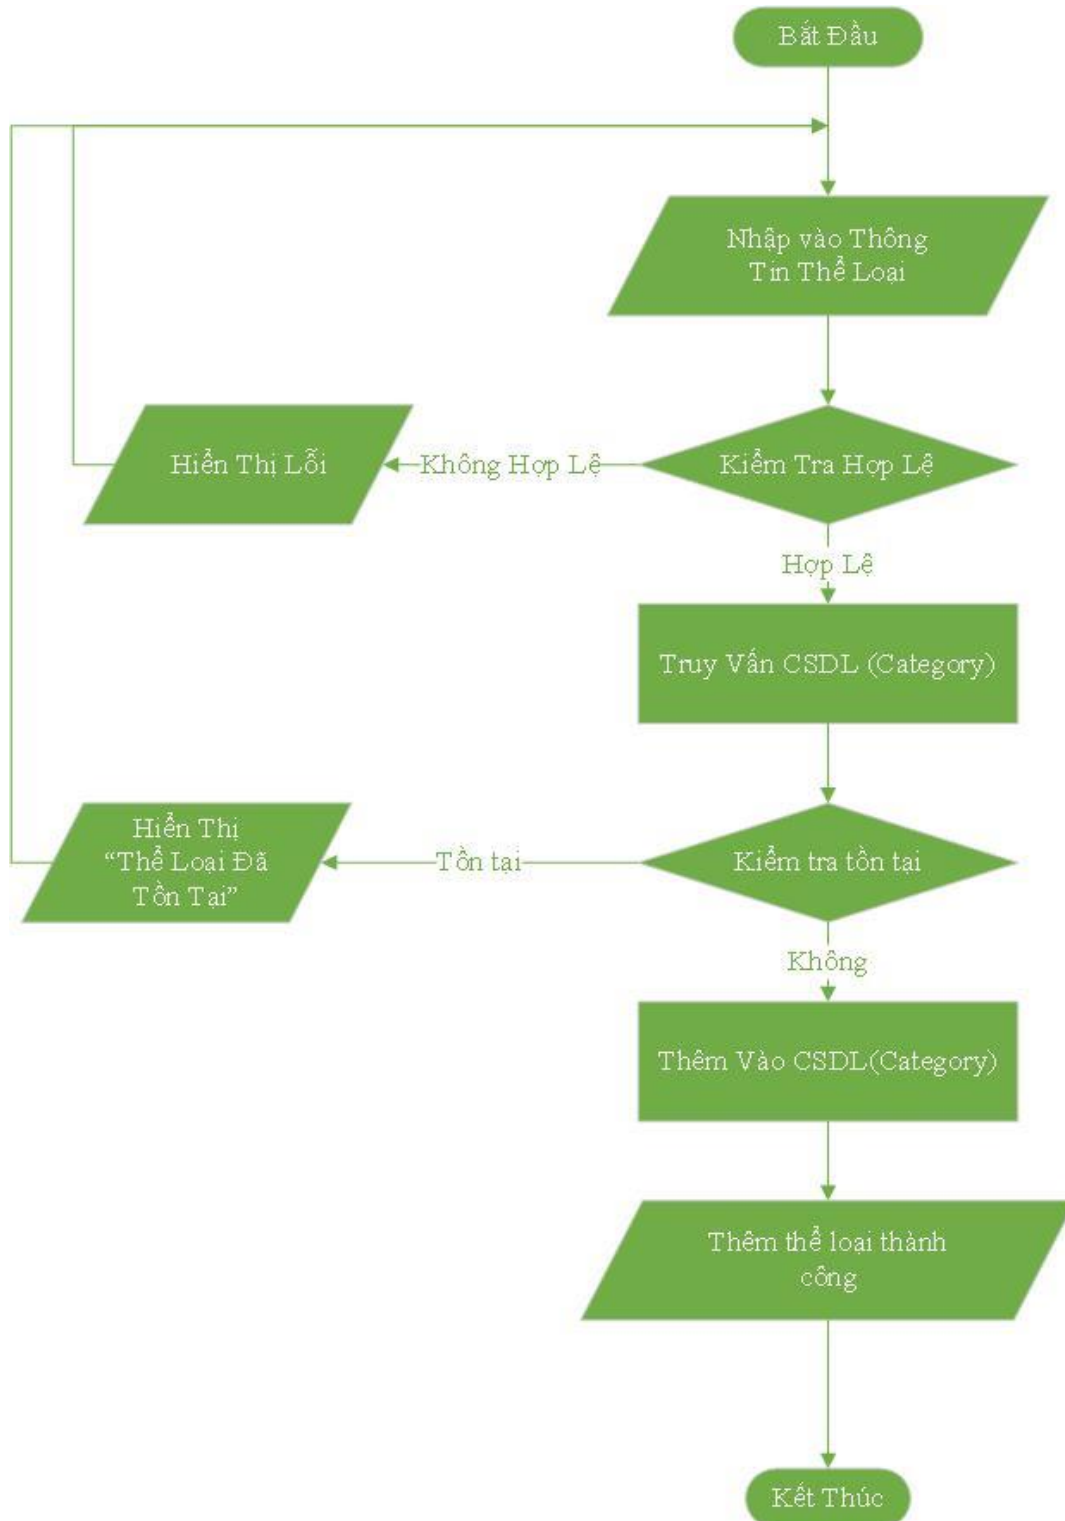 Bắt Đầu
Nhập vào Thông
Tin Thể Loại
Hiển Thị Lỗi
Không Hợp Lệ
Kiểm Tra Hợp Lệ
Hợp Lệ
Truy Vấn CSDL (Category)
Hiển Thị
“Thể Loại Đã
Tồn Tại”
Tồn tại
Kiểm tra tồn tại
Không
Thêm Vào CSDL(Category)
Thêm thể loại thành
công
Kết Thúc